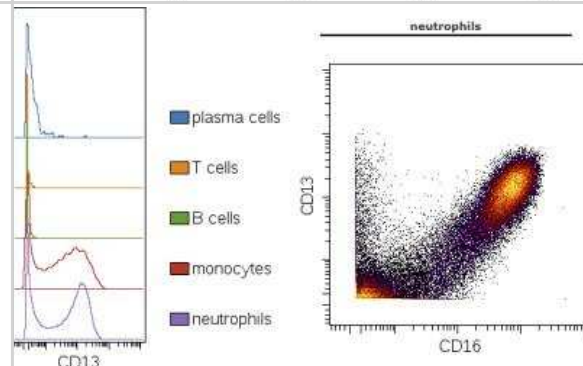 neutrophils
plasma cells
T cells
B cells
monocytes
neutrophils
CD13
CD13
CD16